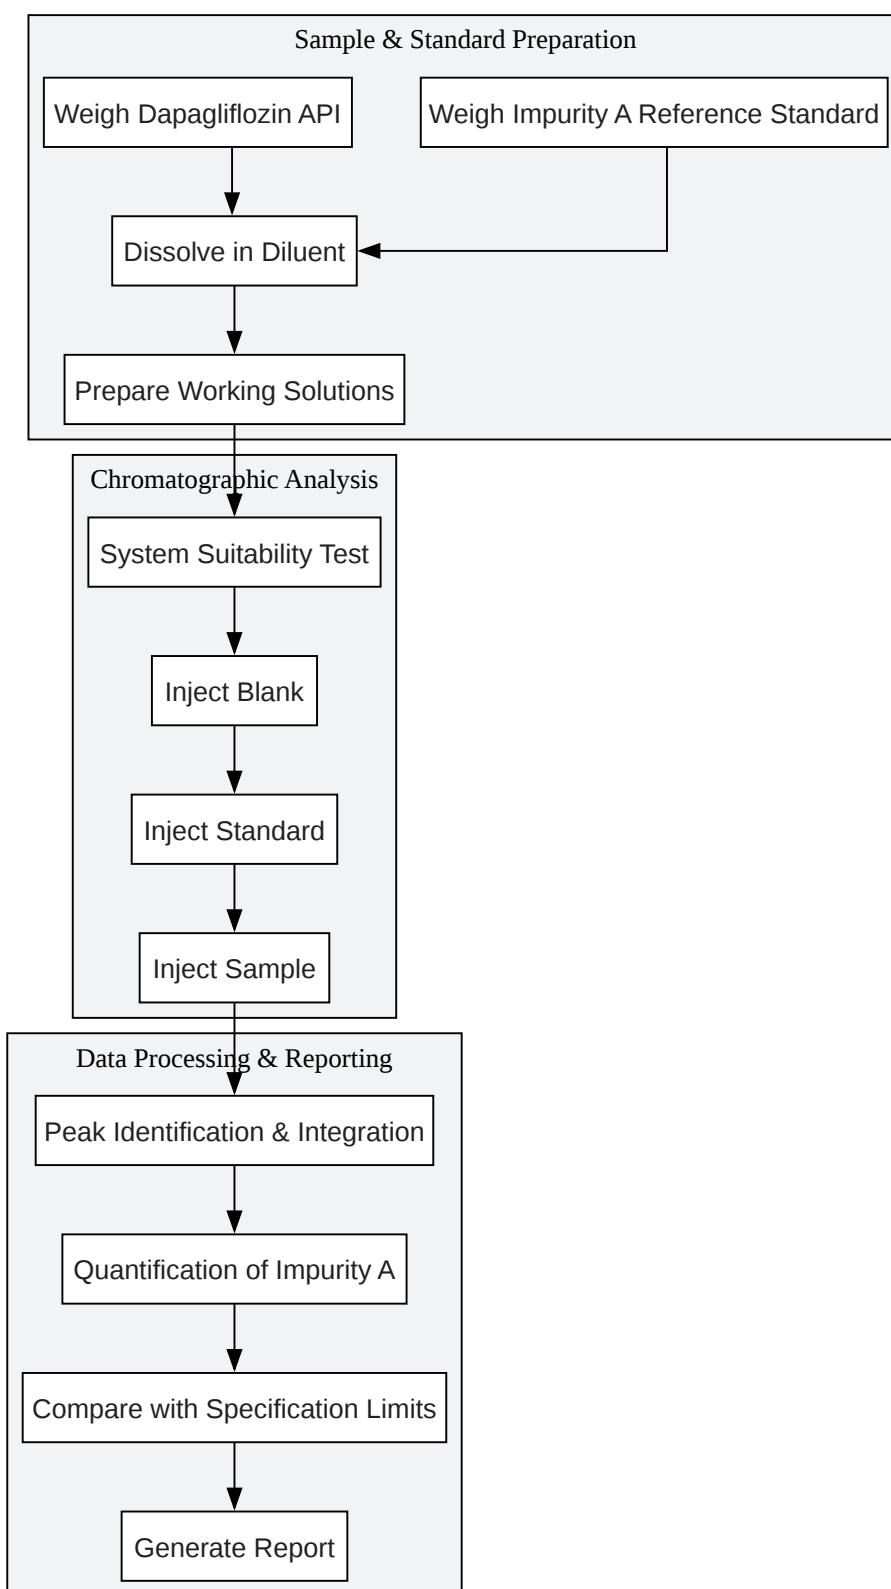 Sample & Standard Preparation
Weigh Dapagliflozin API
Weigh Impurity A Reference Standard
Dissolve in Diluent
Prepare Working Solutions
Chromatographic Analysis
System Suitability Test
Inject Blank
Inject Standard
Inject Sample
Data Processing & Reporting
Peak Identification & Integration
Quantification of Impurity A
Compare with Specification Limits
Generate Report